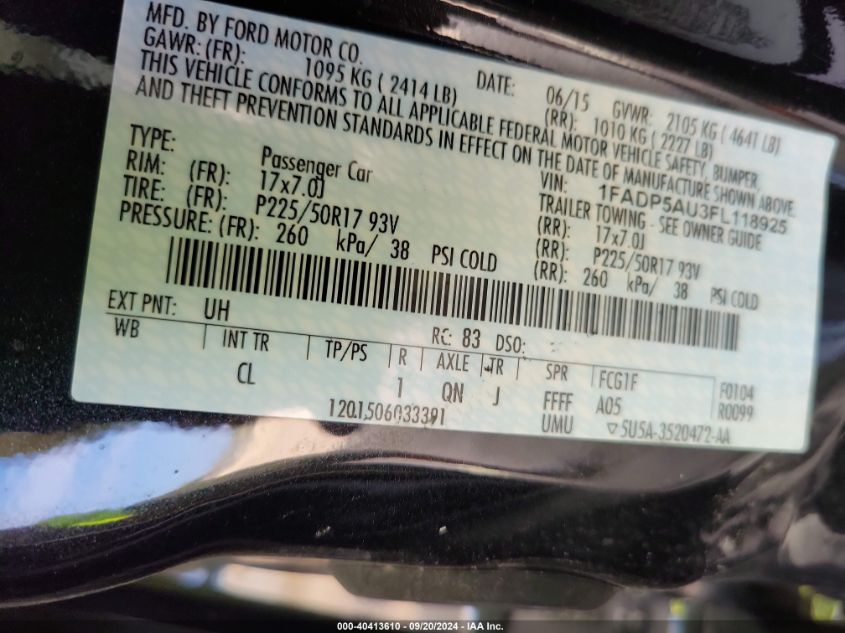 MFD. BY FORD MOTOR CO.
DATE: 06/15 GVWR: 2105 KG ( 4641 LB)
GAWR: (FR): 1095 KG ( 2414 LB) (RR): 1010 KG ( 2227 LB)
THIS VEHICLE CONFORMS TO ALL APPLICABLE FEDERAL MOTOR VEHICLE SAFETY, BUMPER,
AND THEFT PREVENTION STANDARDS IN EFFECT ON THE DATE OF MANUFACTURE SHOWN ABOVE.
VIN: 1FADP5AU3FL118925
TYPE: Passenger Car TRAILER TOWING - SEE OWNER GUIDE
RIM: (FR): 17x7.0J (RR): 17x7.0J
TIRE: (FR): P225/50R17 93V (RR): P225/50R17 93V
PRESSURE: (FR): 260 kPa/ 38 PSI COLD (RR): 260 kPa/ 38 PSI COLD
EXT PNT: UH RC: 83 DSO:
WB INT TR TP/PS R AXLE TR SPR FCG1F F0104
CL 1 QN J FFFF A05 R0099
1201506033391 UMU 5U5A-3520472-AA
000-40413610 - 09/20/2024 - IAA Inc.